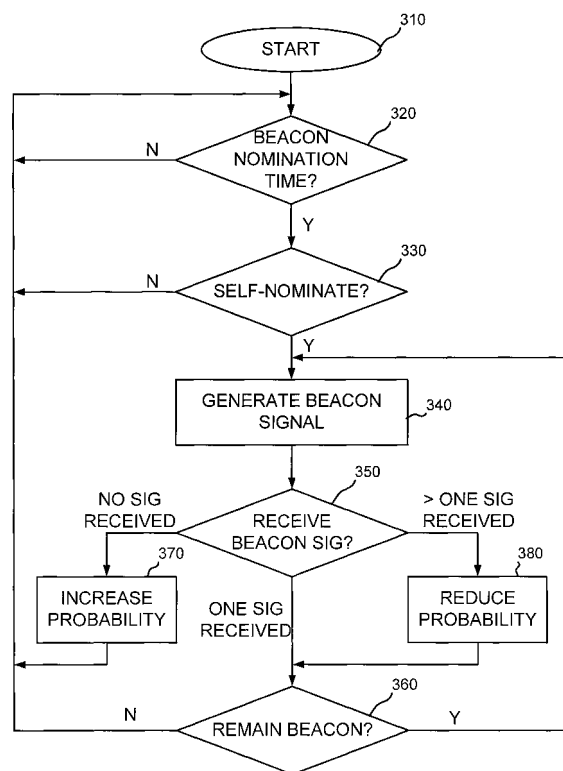 310
START
320
BEACON
NOMINATION
TIME?
N
Y
330
N
SELF-NOMINATE?
Y
GENERATE BEACON
SIGNAL
340
350
NO SIG
RECEIVED
> ONE SIG
RECEIVED
RECEIVE
BEACON SIG?
370
380
INCREASE
PROBABILITY
ONE SIG
RECEIVED
REDUCE
PROBABILITY
360
N
REMAIN BEACON?
Y